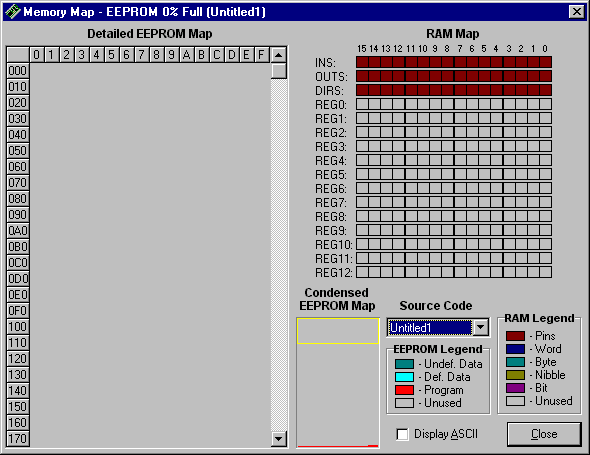 Memory Map - EEPROM 0% Full (Untitled1)
Detailed EEPROM Map
0 1 2 3 4 5 6 7 8 9 A B C D E F
000
010
020
030
040
050
060
070
080
090
0A0
0B0
0C0
0D0
0E0
0F0
100
110
120
130
140
150
160
170
RAM Map
15 14 13 12 11 10 9 8 7 6 5 4 3 2 1 0
INS:
OUTS:
DIRS:
REG0:
REG1:
REG2:
REG3:
REG4:
REG5:
REG6:
REG7:
REG8:
REG9:
REG10:
REG11:
REG12:
Condensed
EEPROM Map
Source Code
Untitled1
EEPROM Legend
- Undef. Data
- Def. Data
- Program
- Unused
Display ASCII
RAM Legend
- Pins
- Word
- Byte
- Nibble
- Bit
- Unused
Close